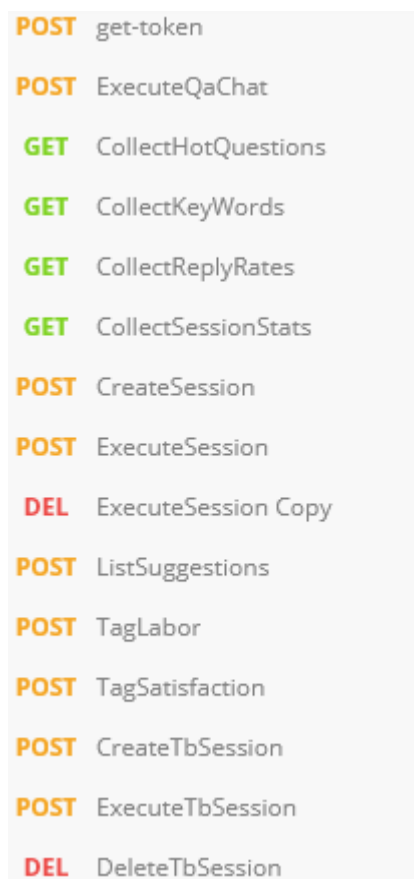 POST get-token
POST ExecuteQaChat
GET CollectHotQuestions
GET CollectKeyWords
GET CollectReplyRates
GET CollectSessionStats
POST CreateSession
POST ExecuteSession
DEL ExecuteSession Copy
POST ListSuggestions
POST TagLabor
POST TagSatisfaction
POST CreateTbSession
POST ExecuteTbSession
DEL DeleteTbSession